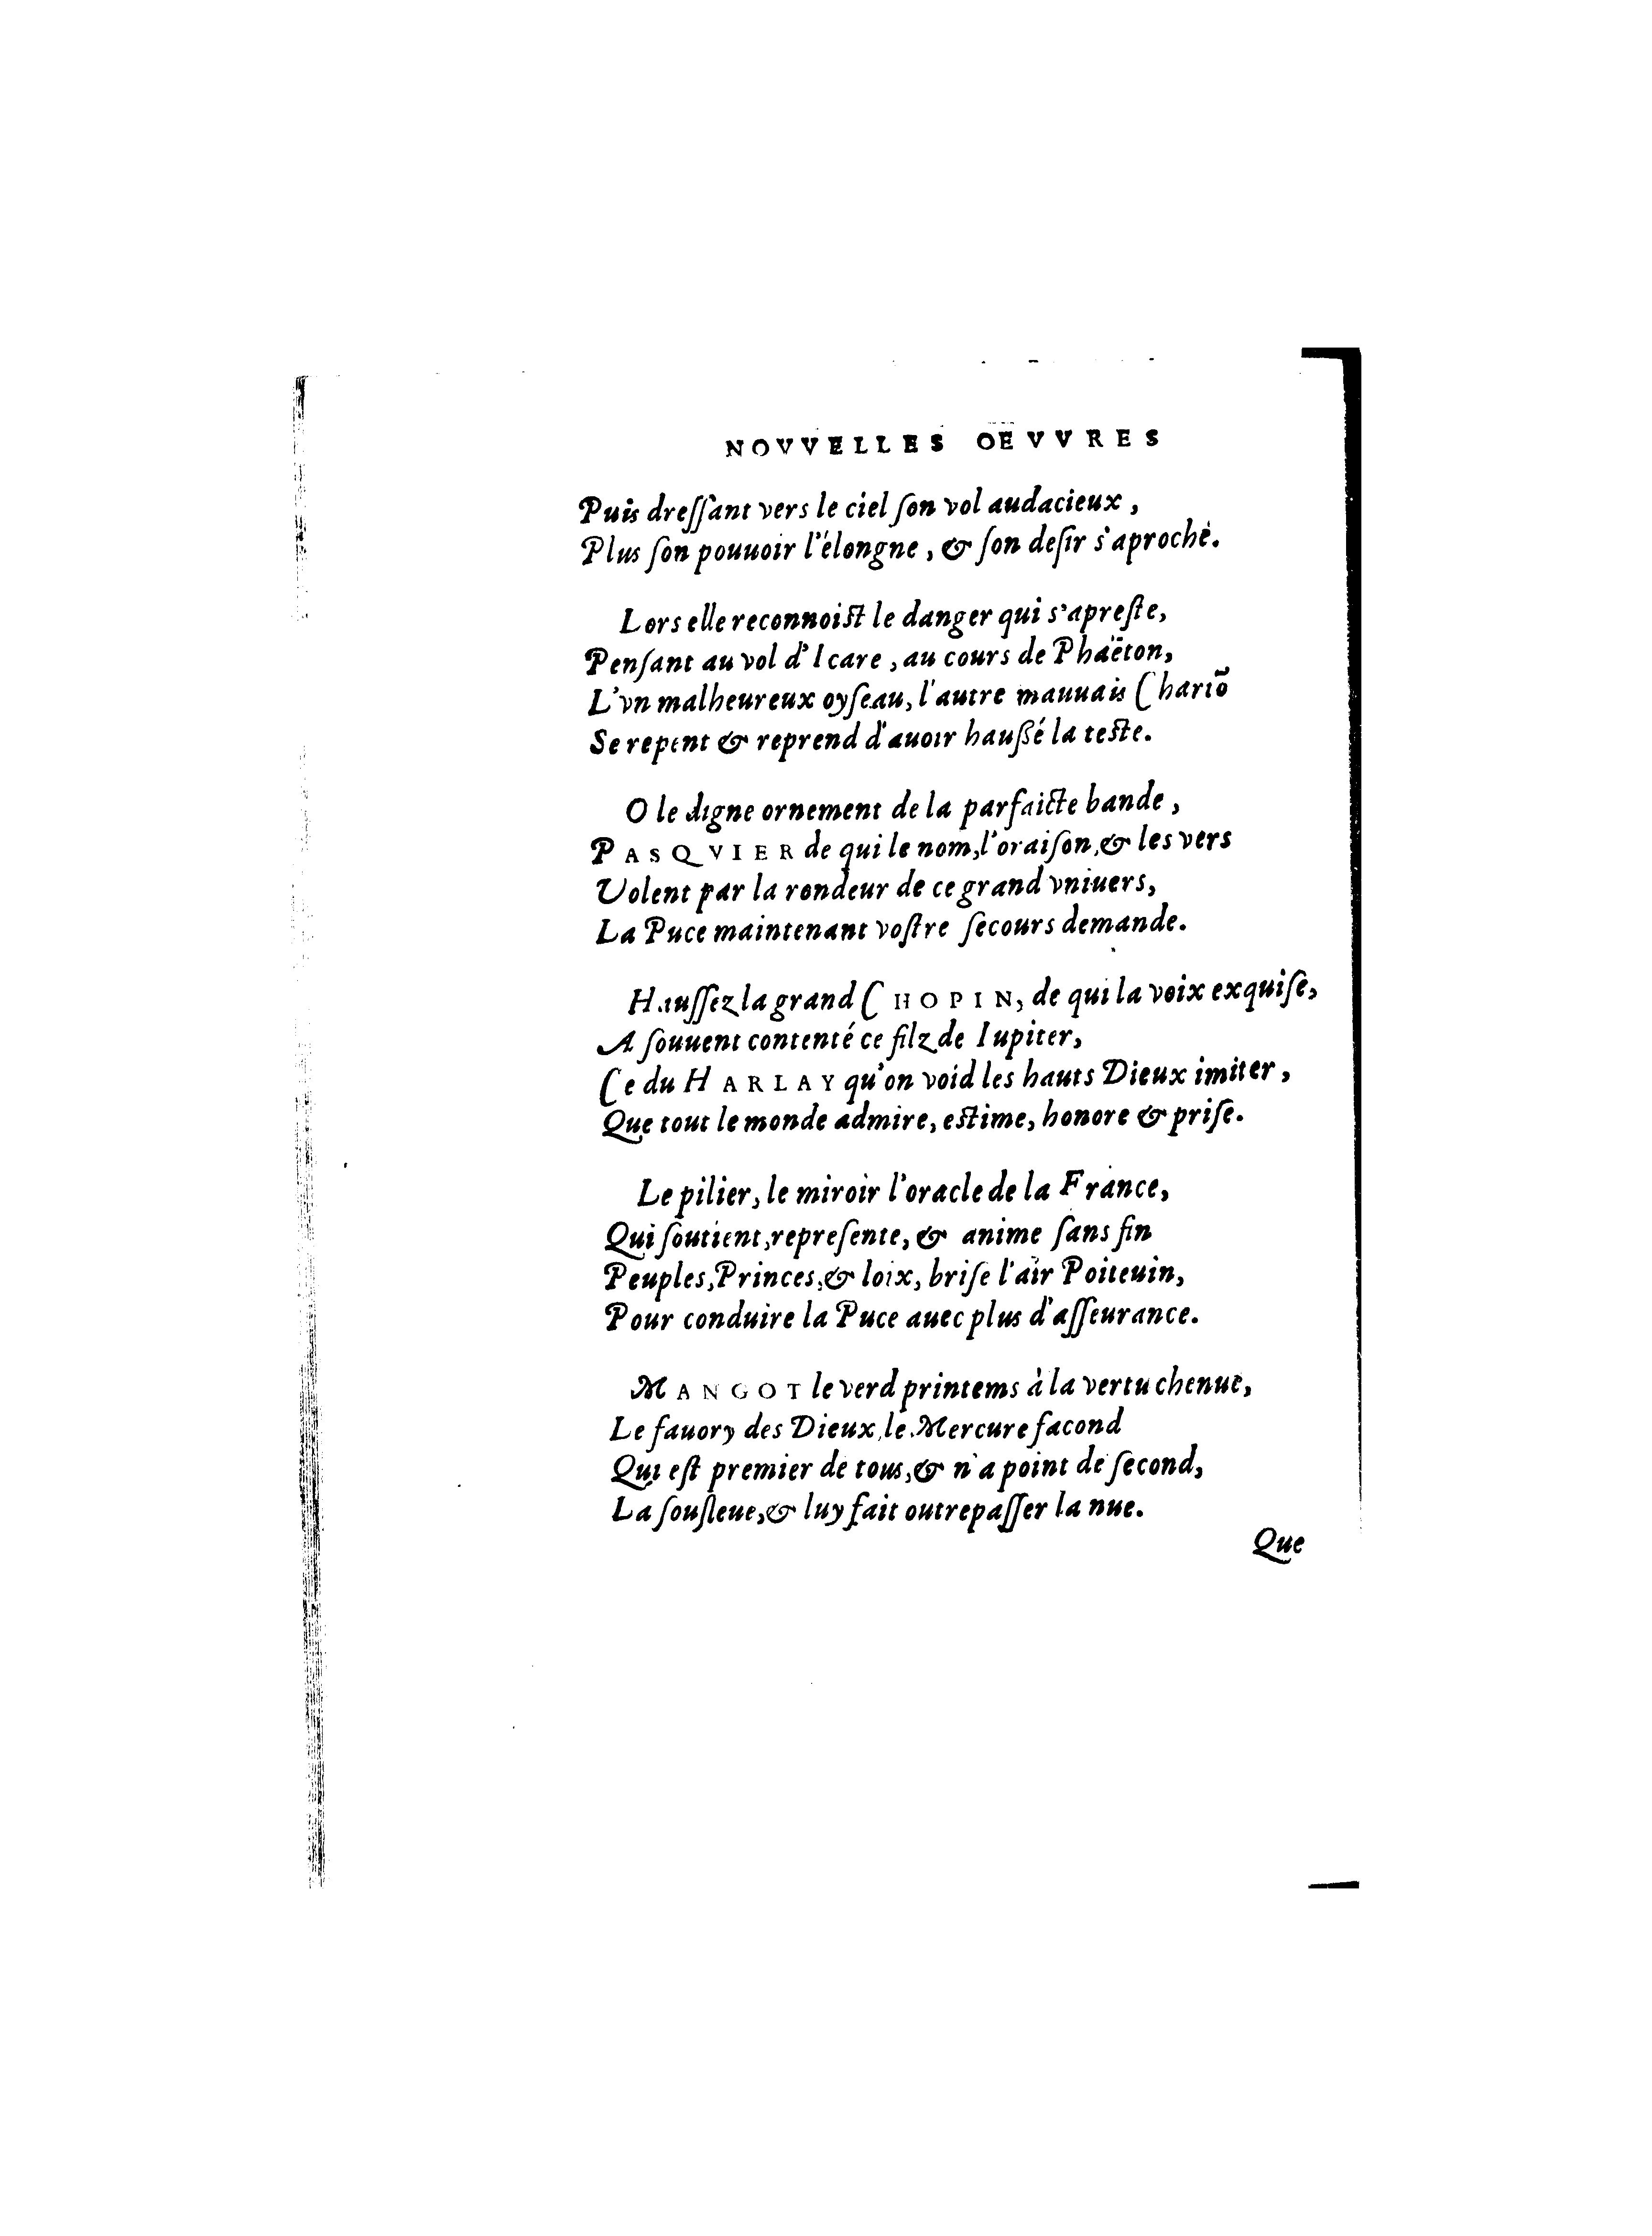 NOVVELLES OEVVRES
Puis dreſſant vers le ciel ſon vol audacieux,
Plus ſon pouuoir l'élongne, & ſon deſir s'aproche.
Lors elle reconnoiſt le danger qui s'apreſte,
Penſant au vol d'Icare, au cours de Phaëton,
L'vn malheureux oyſeau, l'autre mauuais Chariõ
Se repent & reprend d'auoir hauſſé la teſte.
O le digne ornement de la parfaicte bande,
PASQVIER de qui le nom, l'oraiſon, & les vers
Volent par la rondeur de ce grand vniuers,
La Puce maintenant voſtre ſecours demande.
Hauſſez la grand CHOPIN, de qui la voix exquiſe,
A ſouuent contenté ce filz de Iupiter,
Ce du HARLAY qu'on void les hauts Dieux imiter,
Que tout le monde admire, eſtime, honore & priſe.
Le pilier, le miroir l'oracle de la France,
Qui ſoutient, repreſente, & anime ſans fin
Peuples, Princes, & loix, briſe l'air Poiteuin,
Pour conduire la Puce auec plus d'aſſeurance.
MANGOT le verd printems à la vertu chenue,
Le fauory des Dieux, le Mercure facond
Qui eſt premier de tous, & n'a point de ſecond,
La ſouſleue, & luy fait outrepaſſer la nue.
Que